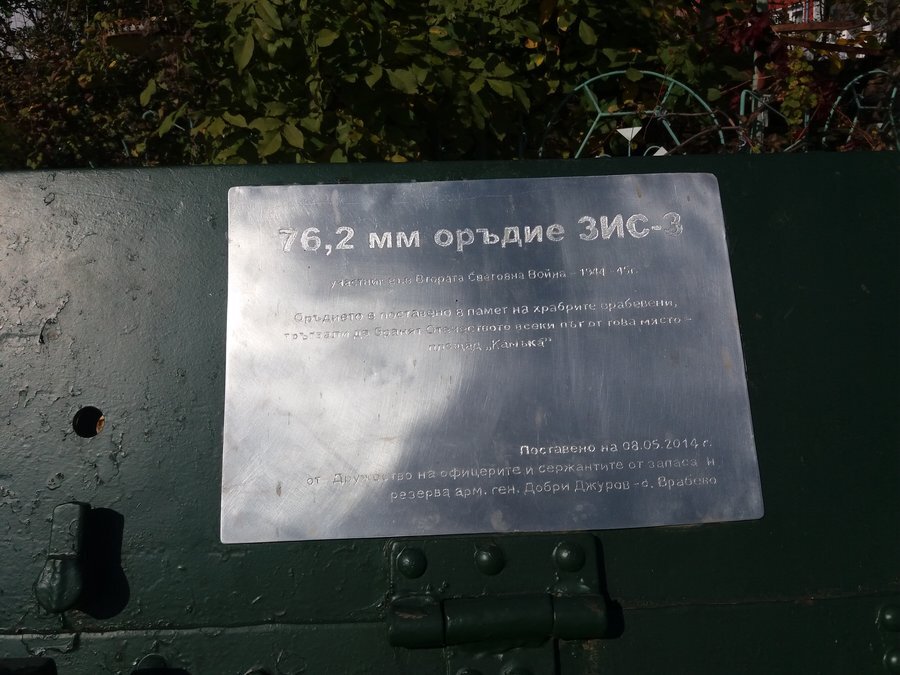 76,2 мм оръдие ЗИС-3
участник във Втората Световна Война - 1944 - 45г.
Оръдието е поставено в памет на храбрите врабевени,
тръгвали да бранят Отечеството всеки път от това място -
площад „Камъка"
Поставено на 08.05.2014 г.
от Дружество на офицерите и сержантите от запаса и
резерва арм. ген. Добри Джуров -с. Врабево